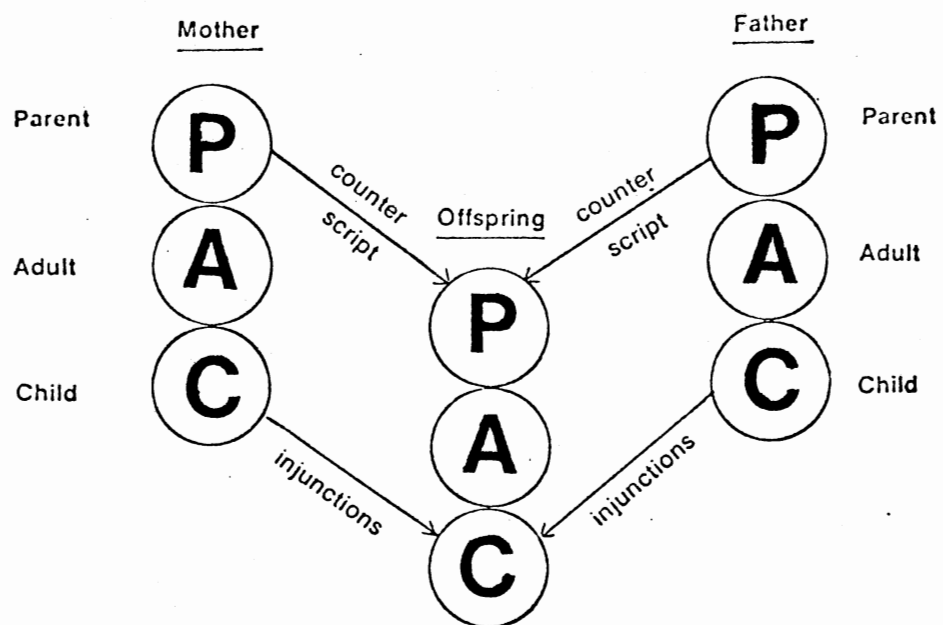 Mother
Father
Parent
P
P
Parent
counter
script
counter
script
Offspring
Adult
A
A
Adult
P
Child
C
C
Child
A
injunctions
injunctions
C